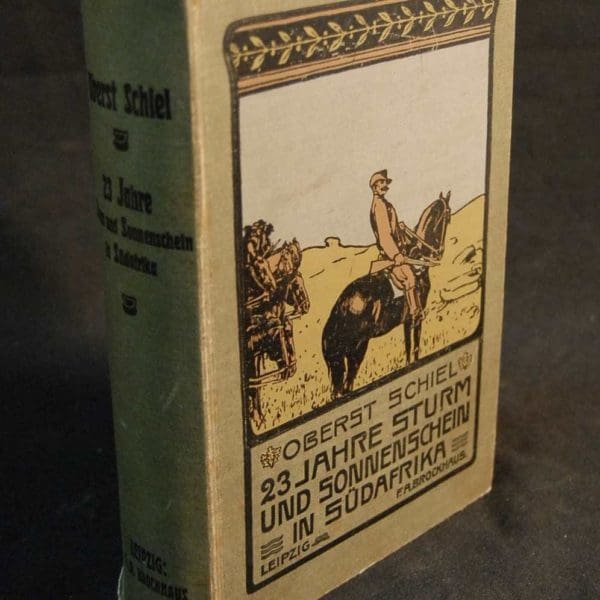 Oberst Schiel
23 Jahre
und Sonnenschein
in Südafrika
LEIPZIG:
F. A. BROCKHAUS
OBERST SCHIEL
23 JAHRE STURM
UND SONNENSCHEIN
IN SÜDAFRIKA
LEIPZIG F.A.BROCKHAUS.